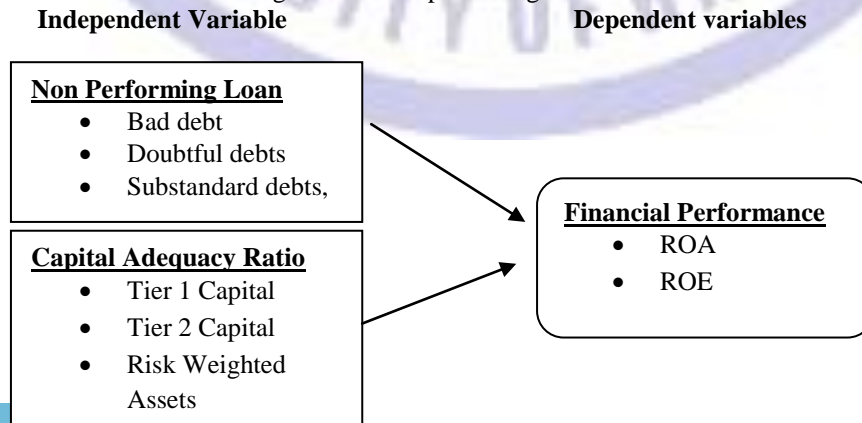 Independent Variable
Dependent variables
Non Performing Loan
• Bad debt
• Doubtful debts
• Substandard debts,
Capital Adequacy Ratio
• Tier 1 Capital
• Tier 2 Capital
• Risk Weighted
Assets
Financial Performance
• ROA
• ROE